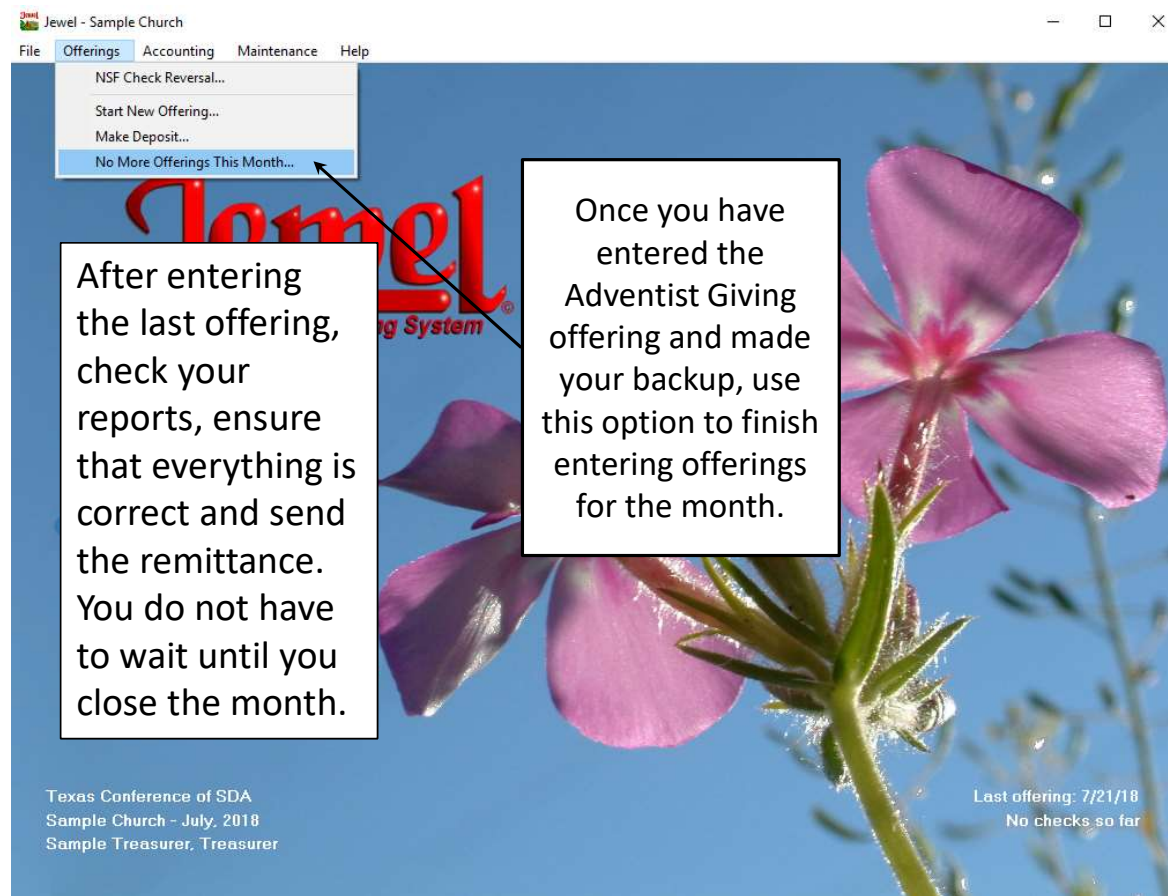 Jewel - Sample Church
File Offerings Accounting Maintenance Help
NSF Check Reversal...
Start New Offering...
Make Deposit...
No More Offerings This Month...
Jewel
©
ng System
After entering
the last offering,
check your
reports, ensure
that everything is
correct and send
the remittance.
You do not have
to wait until you
close the month.
Once you have
entered the
Adventist Giving
offering and made
your backup, use
this option to finish
entering offerings
for the month.
Texas Conference of SDA
Sample Church - July, 2018
Sample Treasurer, Treasurer
Last offering: 7/21/18
No checks so far